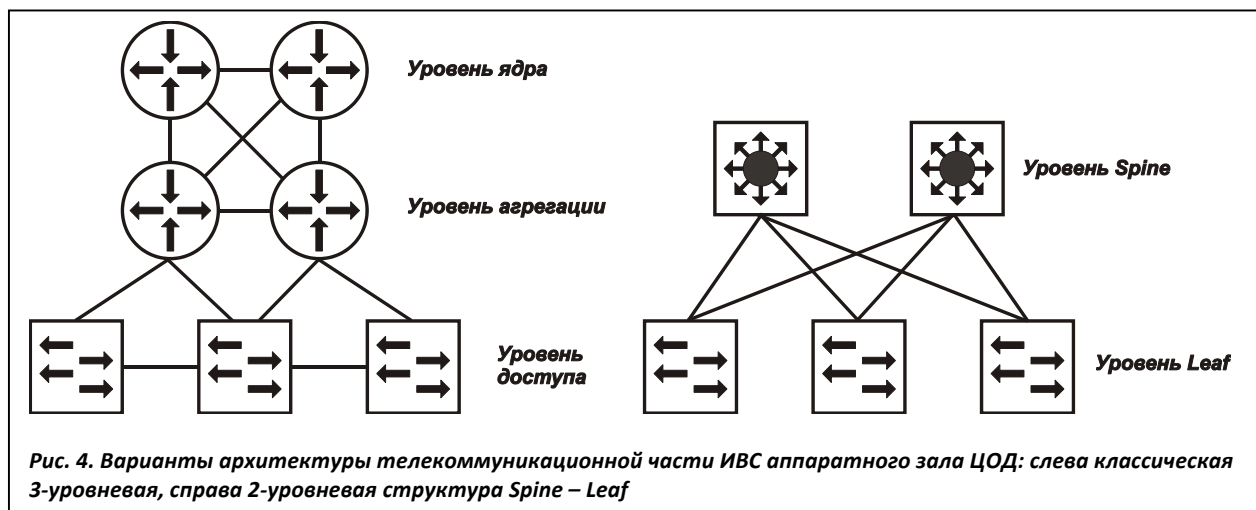 Уровень ядра
Уровень агрегации
Уровень
доступа
Уровень Spine
Уровень Leaf
Рис. 4. Варианты архитектуры телекоммуникационной части ИВС аппаратного зала ЦОД: слева классическая
3-уровневая, справа 2-уровневая структура Spine – Leaf